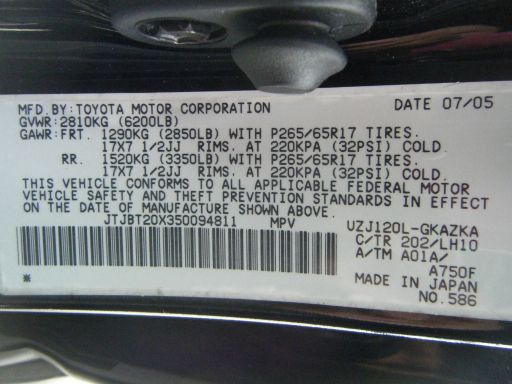 MFD.BY:TOYOTA MOTOR CORPORATION DATE 07/05
GVWR:2810KG (6200LB)
GAWR:FRT. 1290KG (2850LB) WITH P265/65R17 TIRES.
17X7 1/2JJ RIMS. AT 220KPA (32PSI) COLD.
RR. 1520KG (3350LB) WITH P265/65R17 TIRES.
17X7 1/2JJ RIMS. AT 220KPA (32PSI) COLD.
THIS VEHICLE CONFORMS TO ALL APPLICABLE FEDERAL MOTOR
VEHICLE SAFETY AND THEFT PREVENTION STANDARDS IN EFFECT
ON THE DATE OF MANUFACTURE SHOWN ABOVE.
JTJBT20X350094811 MPV UZJ120L-GKAZKA
C/TR 202/LH10
A/TM A01A/
A750F
MADE IN JAPAN
NO.586
*